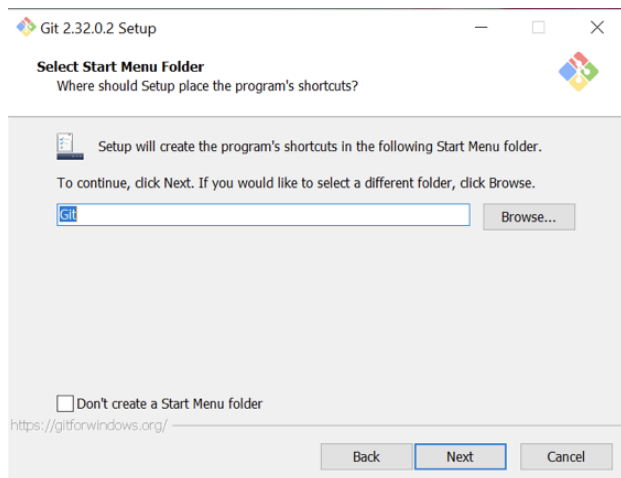 Git 2.32.0.2 Setup
Select Start Menu Folder
Where should Setup place the program's shortcuts?
Setup will create the program's shortcuts in the following Start Menu folder.
To continue, click Next. If you would like to select a different folder, click Browse.
Git
Browse...
Don't create a Start Menu folder
https://gitforwindows.org/
Back
Next
Cancel